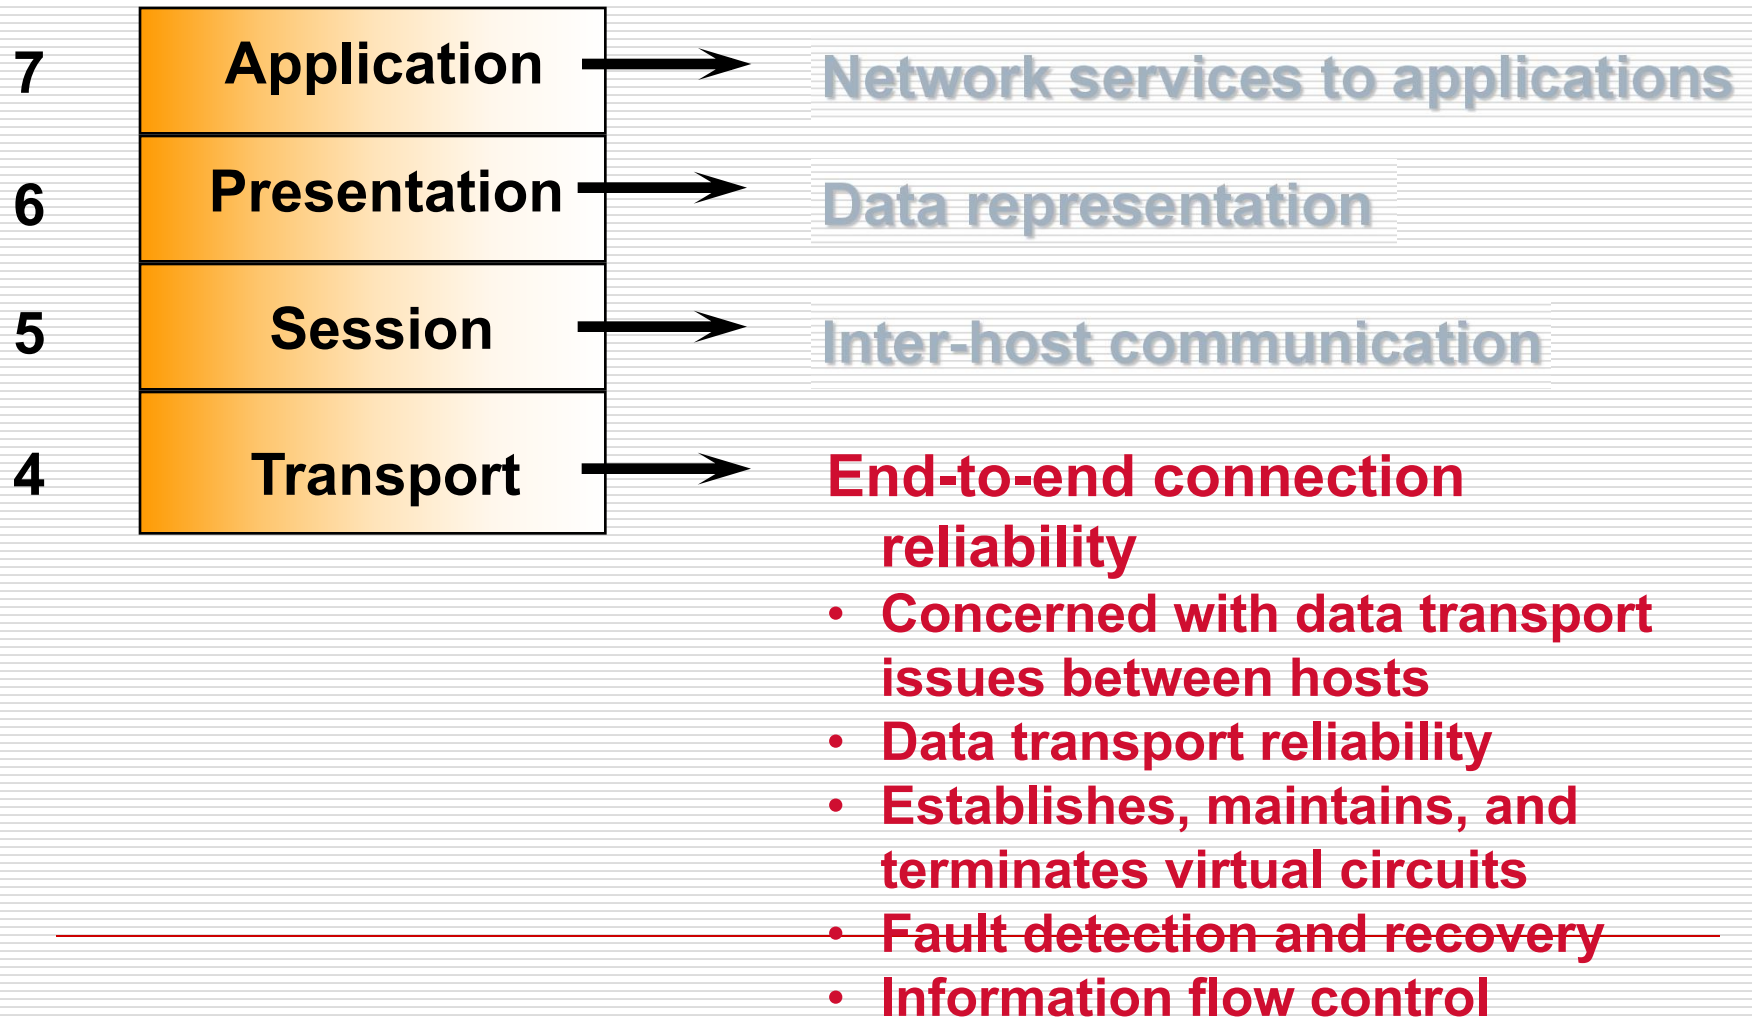 7 Application Network services to applications
6 Presentation Data representation
5 Session Inter-host communication
4 Transport End-to-end connection
reliability
• Concerned with data transport
issues between hosts
• Data transport reliability
• Establishes, maintains, and
terminates virtual circuits
• Fault detection and recovery
• Information flow control